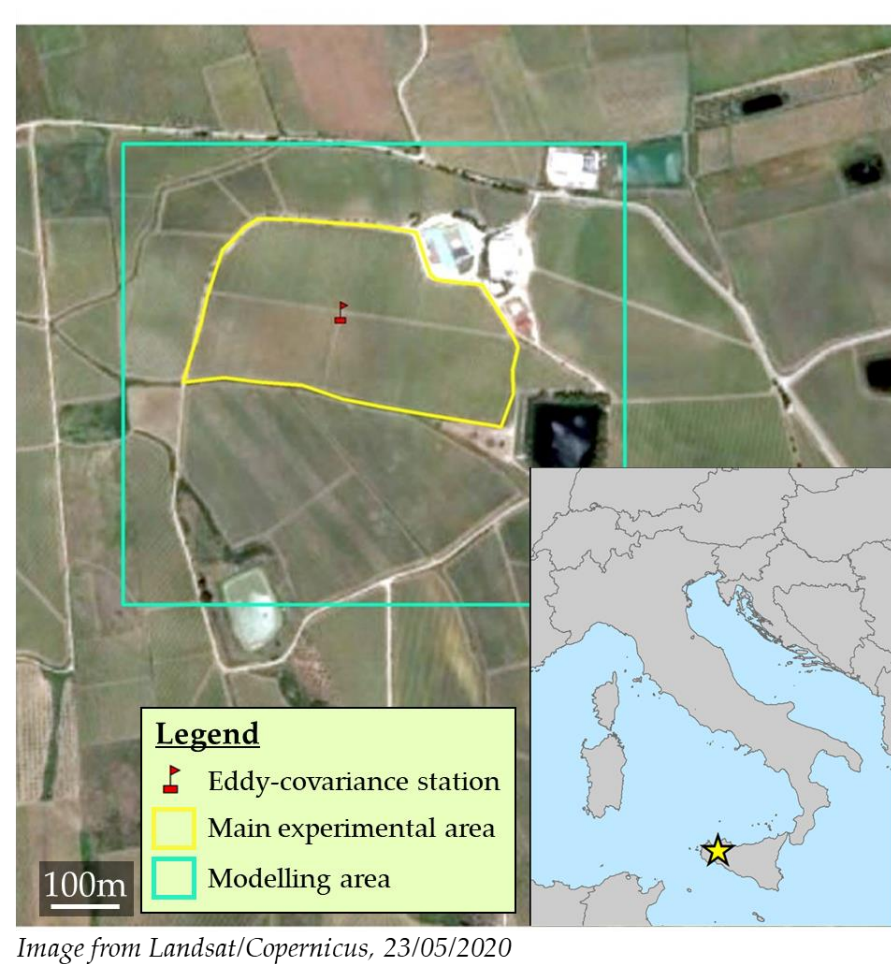 Legend
Eddy-covariance station
Main experimental area
Modelling area
100m
Image from Landsat/Copernicus, 23/05/2020